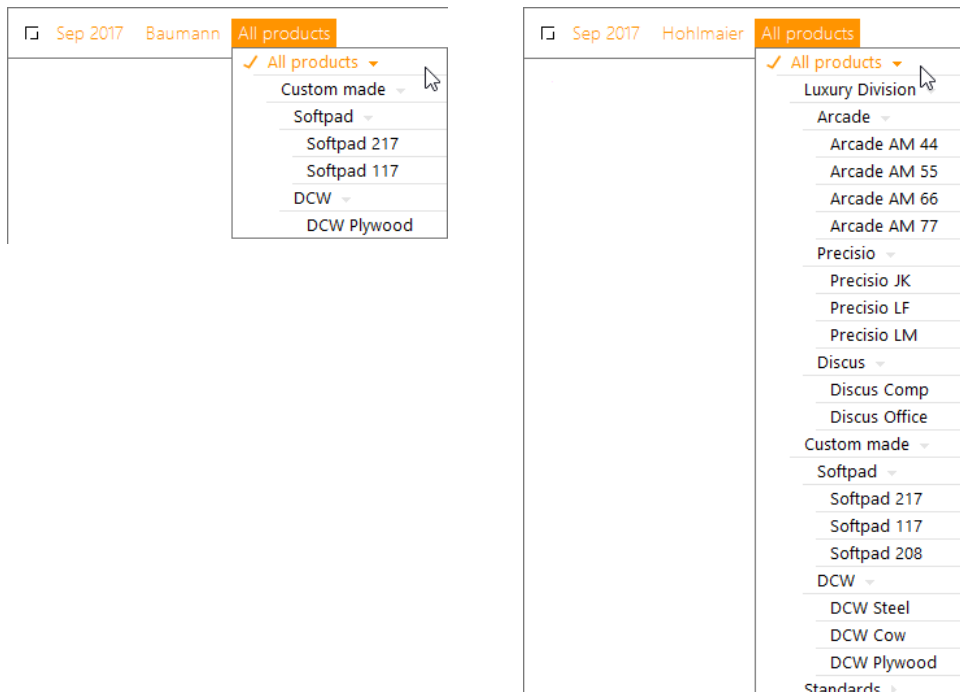 Sep 2017 Baumann All products
All products
Custom made
Softpad
Softpad 217
Softpad 117
DCW
DCW Plywood
Sep 2017 Hohlmaier All products
All products
Luxury Division
Arcade
Arcade AM 44
Arcade AM 55
Arcade AM 66
Arcade AM 77
Precisio
Precisio JK
Precisio LF
Precisio LM
Discus
Discus Comp
Discus Office
Custom made
Softpad
Softpad 217
Softpad 117
Softpad 208
DCW
DCW Steel
DCW Cow
DCW Plywood
Standards